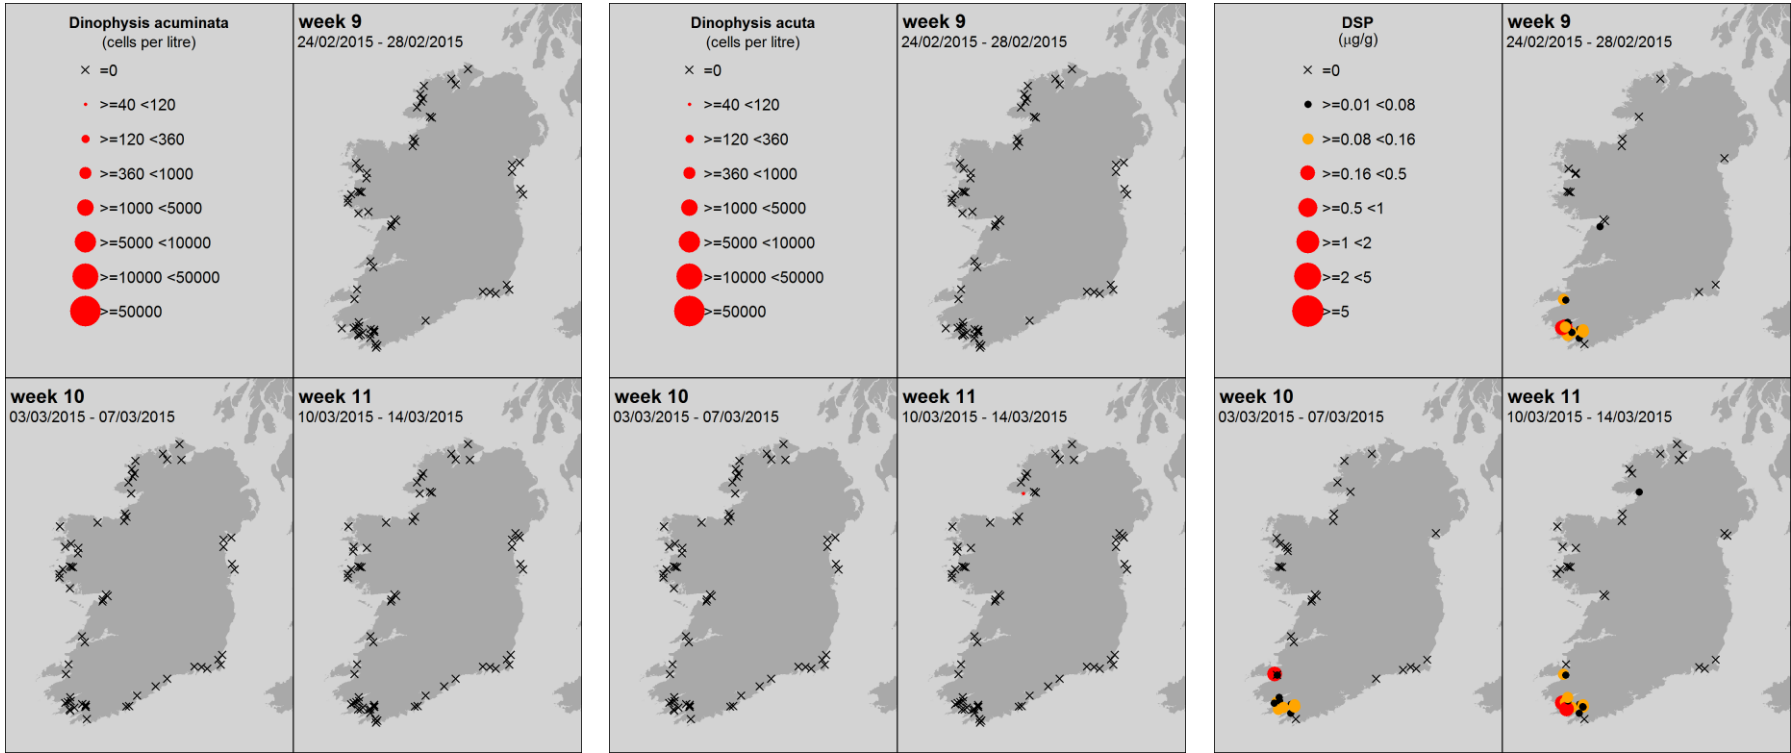 Dinophysis acuminata
(cells per litre)
=0
>=40 <120
>=120 <360
>=360 <1000
>=1000 <5000
>=5000 <10000
>=10000 <50000
>=50000
week 9
24/02/2015 - 28/02/2015
week 10
03/03/2015 - 07/03/2015
week 11
10/03/2015 - 14/03/2015
Dinophysis acuta
(cells per litre)
=0
>=40 <120
>=120 <360
>=360 <1000
>=1000 <5000
>=5000 <10000
>=10000 <50000
>=50000
week 9
24/02/2015 - 28/02/2015
week 10
03/03/2015 - 07/03/2015
week 11
10/03/2015 - 14/03/2015
DSP
(µg/g)
=0
>=0.01 <0.08
>=0.08 <0.16
>=0.16 <0.5
>=0.5 <1
>=1 <2
>=2 <5
>=5
week 9
24/02/2015 - 28/02/2015
week 10
03/03/2015 - 07/03/2015
week 11
10/03/2015 - 14/03/2015